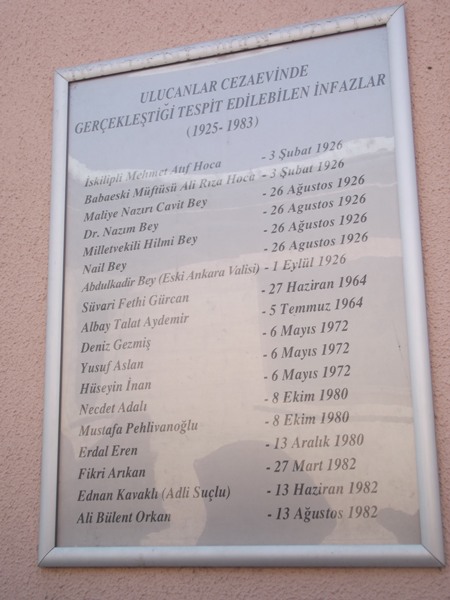 ULUCANLAR CEZAEVİNDE
GERÇEKLEŞTİĞİ TESPİT EDİLEBİLEN İNFAZLAR
(1925-1983)
İskilipli Mehmet Atıf Hoca - 3 Şubat 1926
Babaeski Müftüsü Ali Rıza Hoca - 3 Şubat 1926
Maliye Nazırı Cavit Bey - 26 Ağustos 1926
Dr. Nazım Bey - 26 Agustos 1926
Milletvekili Hilmi Bey - 26 Ağustos 1926
Nail Bey - 26 Agustos 1926
Abdulkadir Bey (Eski Ankara Valisi) - 1 Eylül 1926
Süvari Fethi Gürcan - 27 Haziran 1964
Albay Talat Aydemir - 5 Temmuz 1964
Deniz Gezmiş - 6 Mayıs 1972
Yusuf Aslan - 6 Mayıs 1972
Hüseyin İnan - 6 Mayıs 1972
Necdet Adalı - 8 Ekim 1980
Mustafa Pehlivanoğlu - 8 Ekim 1980
Erdal Eren - 13 Aralık 1980
Fikri Arıkan - 27 Mart 1982
Ednan Kavaklı (Adli Suçlu) - 13 Haziran 1982
Ali Bülent Orkan - 13 Ağustos 1982